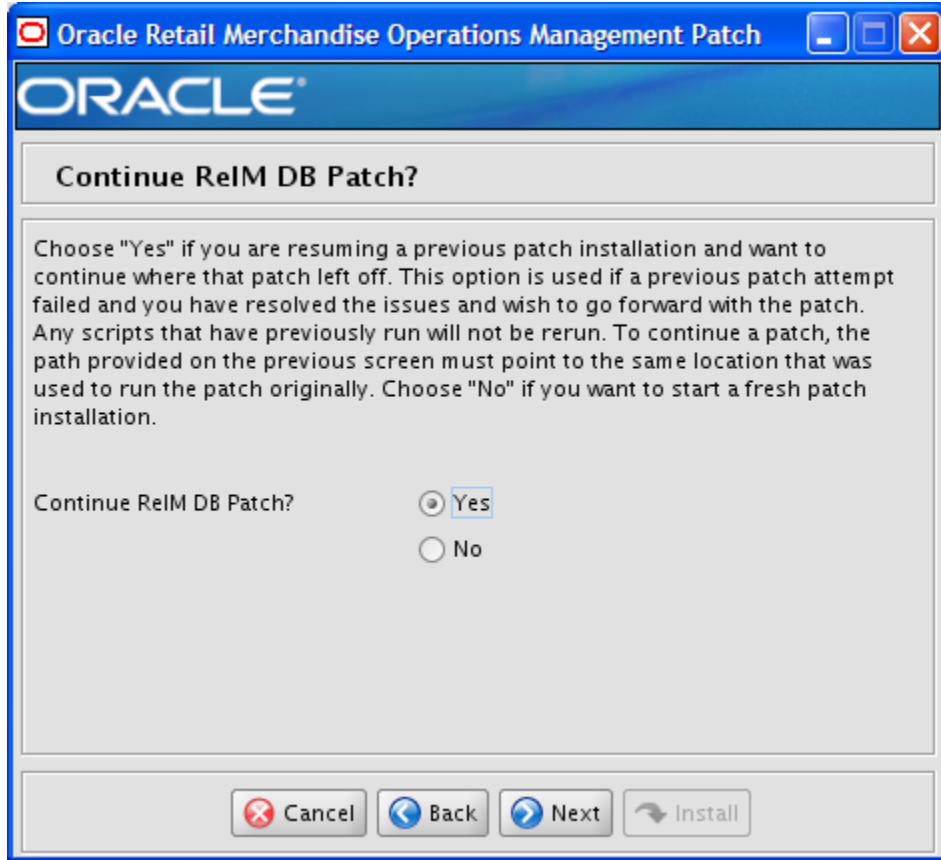 Oracle Retail Merchandise Operations Management Patch
ORACLE®
Continue ReIM DB Patch?
Choose "Yes" if you are resuming a previous patch installation and want to
continue where that patch left off. This option is used if a previous patch attempt
failed and you have resolved the issues and wish to go forward with the patch.
Any scripts that have previously run will not be rerun. To continue a patch, the
path provided on the previous screen must point to the same location that was
used to run the patch originally. Choose "No" if you want to start a fresh patch
installation.
Continue ReIM DB Patch?
Yes
No
Cancel
Back
Next
Install